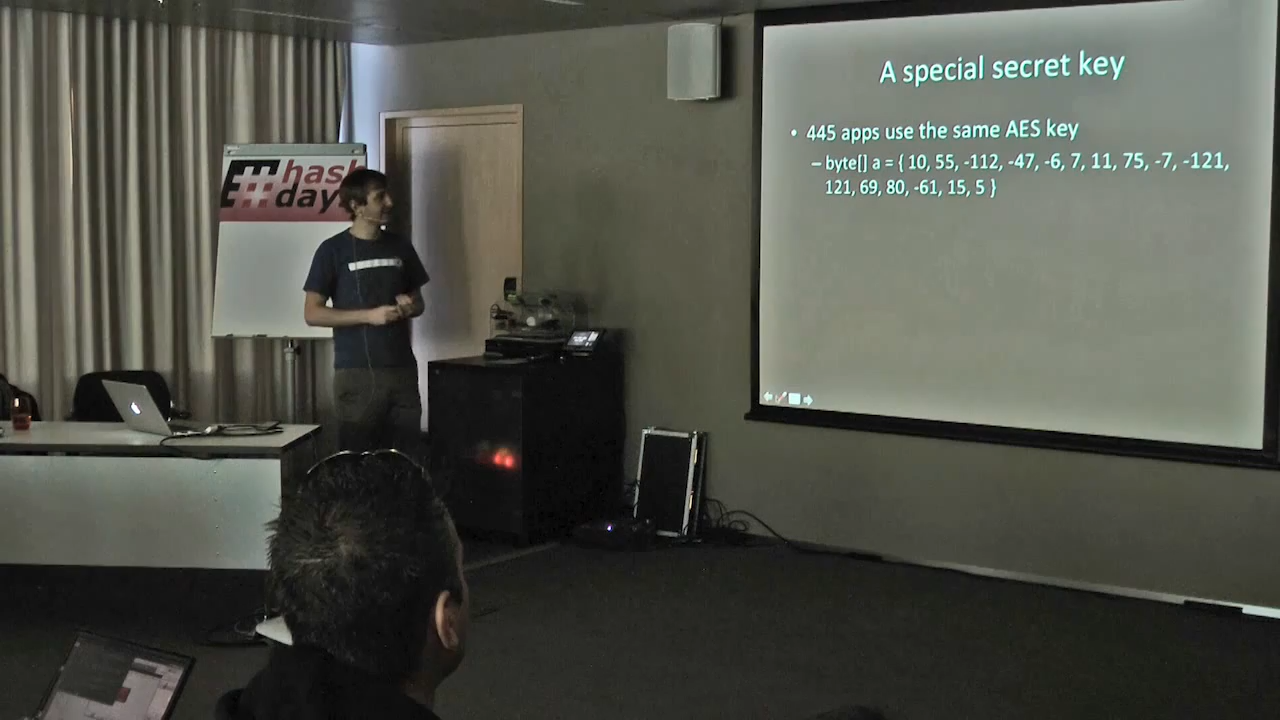 A special secret key
• 445 apps use the same AES key
– byte[] a = { 10, 55, -112, -47, -6, 7, 11, 75, -7, -121,
121, 69, 80, -61, 15, 5 }
#hash
days